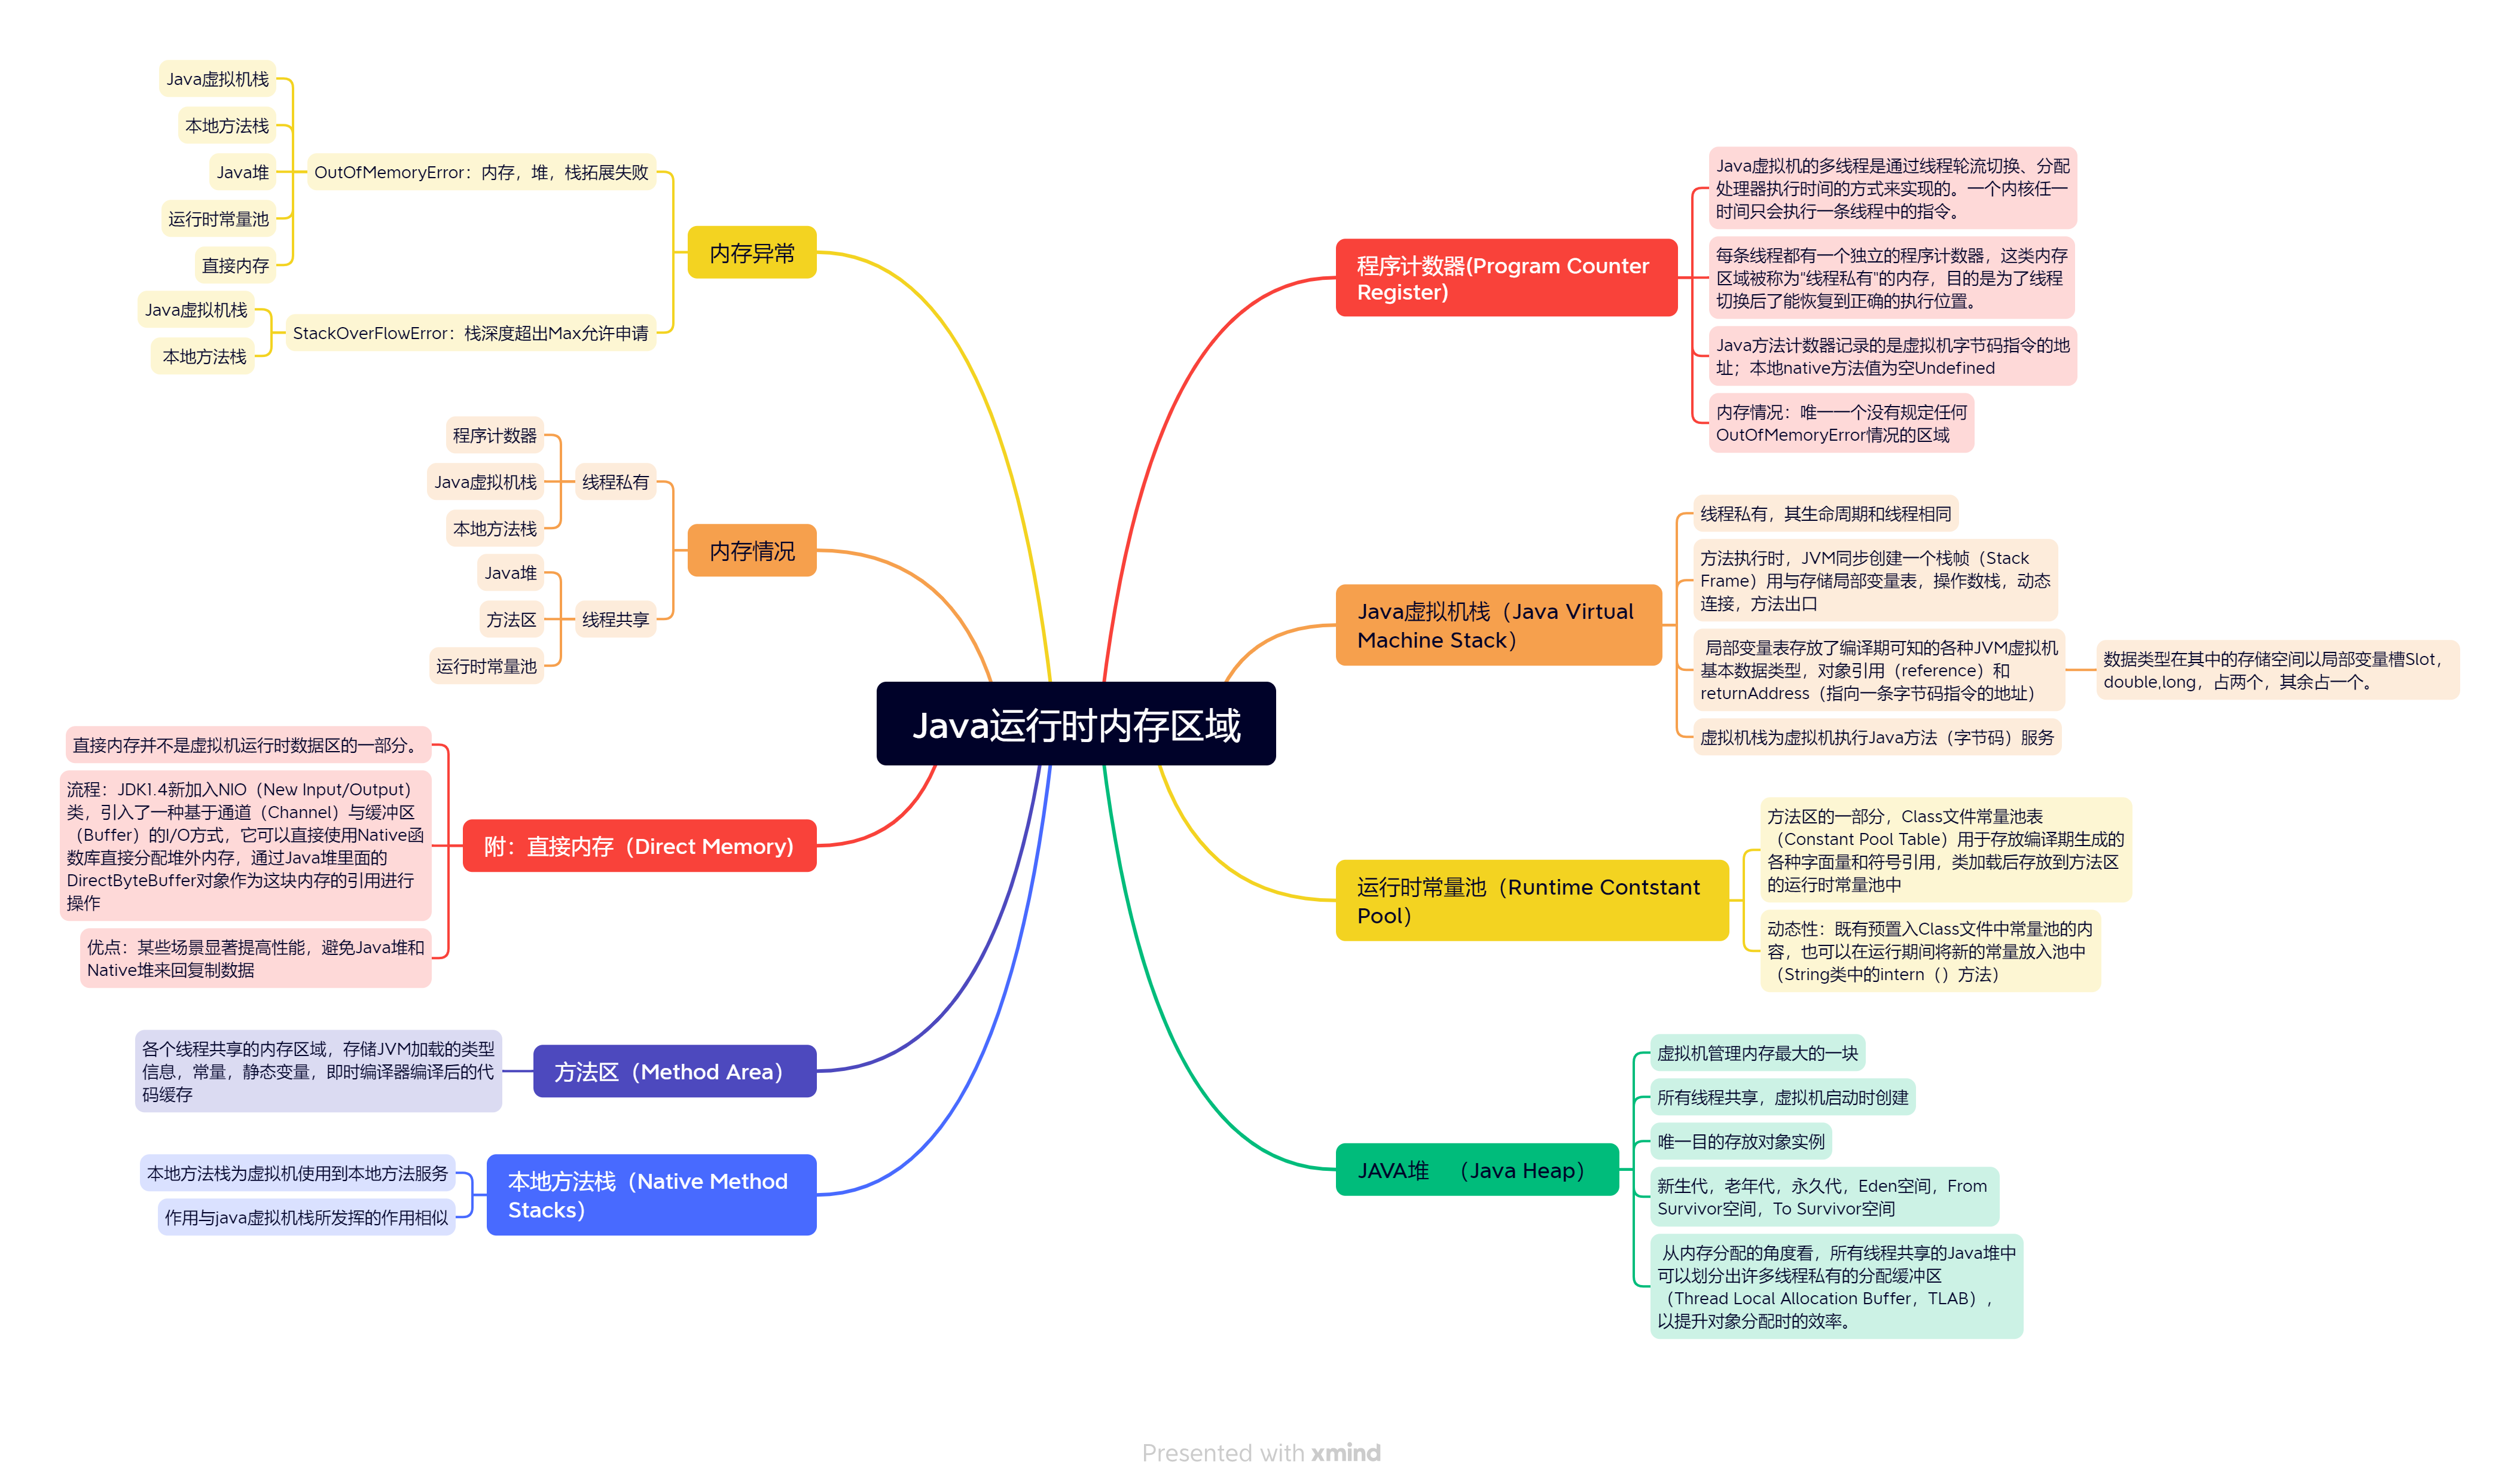 Java运行时内存区域
程序计数器(Program Counter
Register)
Java虚拟机的多线程是通过线程轮流切换、分配
处理器执行时间的方式来实现的。一个内核任一
时间只会执行一条线程中的指令。
每条线程都有一个独立的程序计数器，这类内存
区域被称为"线程私有"的内存，目的是为了线程
切换后了能恢复到正确的执行位置。
Java方法计数器记录的是虚拟机字节码指令的地
址；本地native方法值为空Undefined
内存情况：唯一一个没有规定任何
OutOfMemoryError情况的区域
Java虚拟机栈（Java Virtual
Machine Stack）
线程私有，其生命周期和线程相同
方法执行时，JVM同步创建一个栈帧（Stack
Frame）用与存储局部变量表，操作数栈，动态
连接，方法出口
局部变量表存放了编译期可知的各种JVM虚拟机
基本数据类型，对象引用（reference）和
returnAddress（指向一条字节码指令的地址）
数据类型在其中的存储空间以局部变量槽Slot，
double,long，占两个，其余占一个。
虚拟机栈为虚拟机执行Java方法（字节码）服务
运行时常量池（Runtime Contstant
Pool）
方法区的一部分，Class文件常量池表
（Constant Pool Table）用于存放编译期生成的
各种字面量和符号引用，类加载后存放到方法区
的运行时常量池中
动态性：既有预置入Class文件中常量池的内
容，也可以在运行期间将新的常量放入池中
（String类中的intern（）方法）
JAVA堆 （Java Heap）
虚拟机管理内存最大的一块
所有线程共享，虚拟机启动时创建
唯一目的存放对象实例
新生代，老年代，永久代，Eden空间，From
Survivor空间，To Survivor空间
从内存分配的角度看，所有线程共享的Java堆中
可以划分出许多线程私有的分配缓冲区
（Thread Local Allocation Buffer，TLAB），
以提升对象分配时的效率。
内存异常
OutOfMemoryError：内存，堆，栈拓展失败
Java虚拟机栈
本地方法栈
Java堆
运行时常量池
直接内存
StackOverFlowError：栈深度超出Max允许申请
Java虚拟机栈
本地方法栈
内存情况
线程私有
程序计数器
Java虚拟机栈
本地方法栈
线程共享
Java堆
方法区
运行时常量池
附：直接内存（Direct Memory）
直接内存并不是虚拟机运行时数据区的一部分。
流程：JDK1.4新加入NIO（New Input/Output）
类，引入了一种基于通道（Channel）与缓冲区
（Buffer）的I/O方式，它可以直接使用Native函
数库直接分配堆外内存，通过Java堆里面的
DirectByteBuffer对象作为这块内存的引用进行
操作
优点：某些场景显著提高性能，避免Java堆和
Native堆来回复制数据
方法区（Method Area）
各个线程共享的内存区域，存储JVM加载的类型
信息，常量，静态变量，即时编译器编译后的代
码缓存
本地方法栈（Native Method
Stacks）
本地方法栈为虚拟机使用到本地方法服务
作用与java虚拟机栈所发挥的作用相似
Presented with xmind